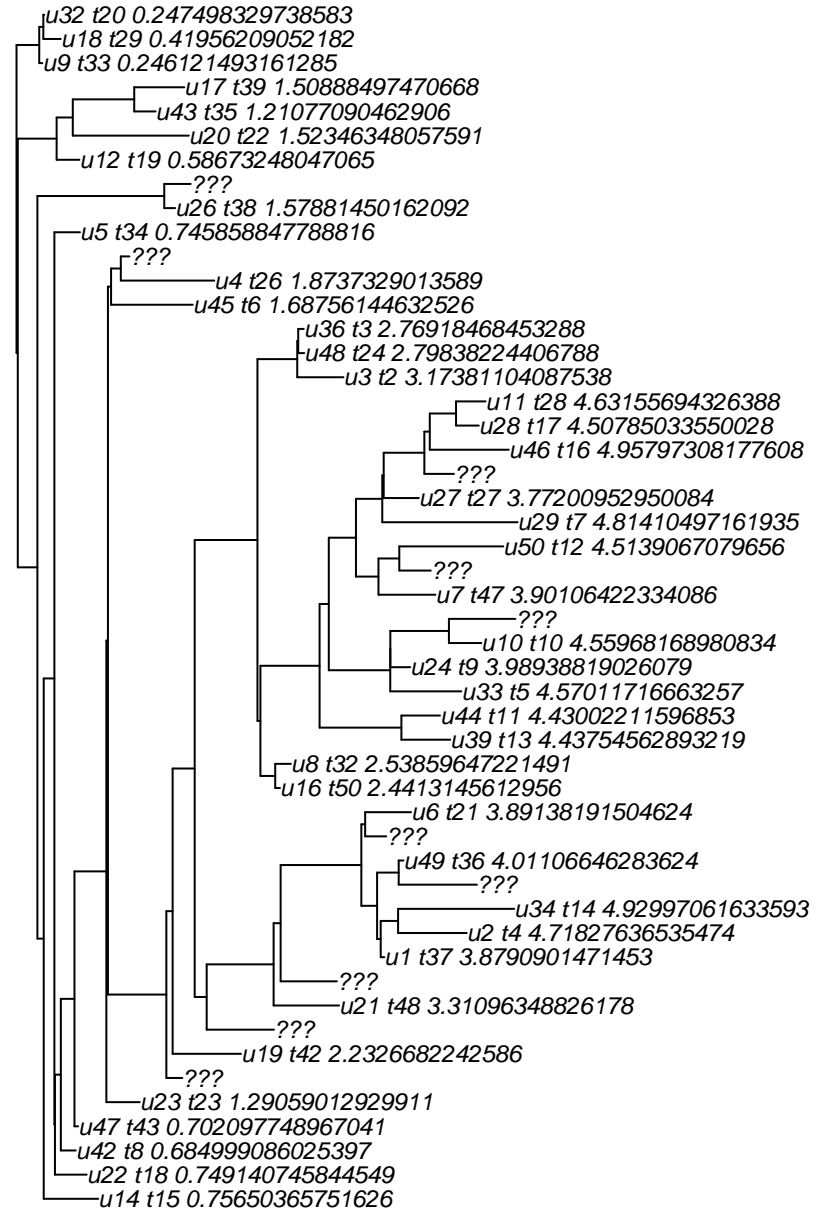 u32 t20 0.247498329738583
u18 t29 0.41956209052182
u9 t33 0.246121493161285
u17 t39 1.50888497470668
u43 t35 1.21077090462906
u20 t22 1.52346348057591
u12 t19 0.58673248047065
???
u26 t38 1.57881450162092
u5 t34 0.745858847788816
???
u4 t26 1.8737329013589
u45 t6 1.68756144632526
u36 t3 2.76918468453288
u48 t24 2.79838224406788
u3 t2 3.17381104087538
u11 t28 4.63155694326388
u28 t17 4.50785033550028
u46 t16 4.95797308177608
???
u27 t27 3.77200952950084
u29 t7 4.81410497161935
u50 t12 4.5139067079656
???
u7 t47 3.90106422334086
???
u10 t10 4.55968168980834
u24 t9 3.98938819026079
u33 t5 4.57011716663257
u44 t11 4.43002211596853
u39 t13 4.43754562893219
u8 t32 2.53859647221491
u16 t50 2.4413145612956
u6 t21 3.89138191504624
???
u49 t36 4.01106646283624
???
u34 t14 4.92997061633593
u2 t4 4.71827636535474
u1 t37 3.8790901471453
???
u21 t48 3.31096348826178
???
u19 t42 2.2326682242586
???
u23 t23 1.29059012929911
u47 t43 0.702097748967041
u42 t8 0.684999086025397
u22 t18 0.749140745844549
u14 t15 0.75650365751626